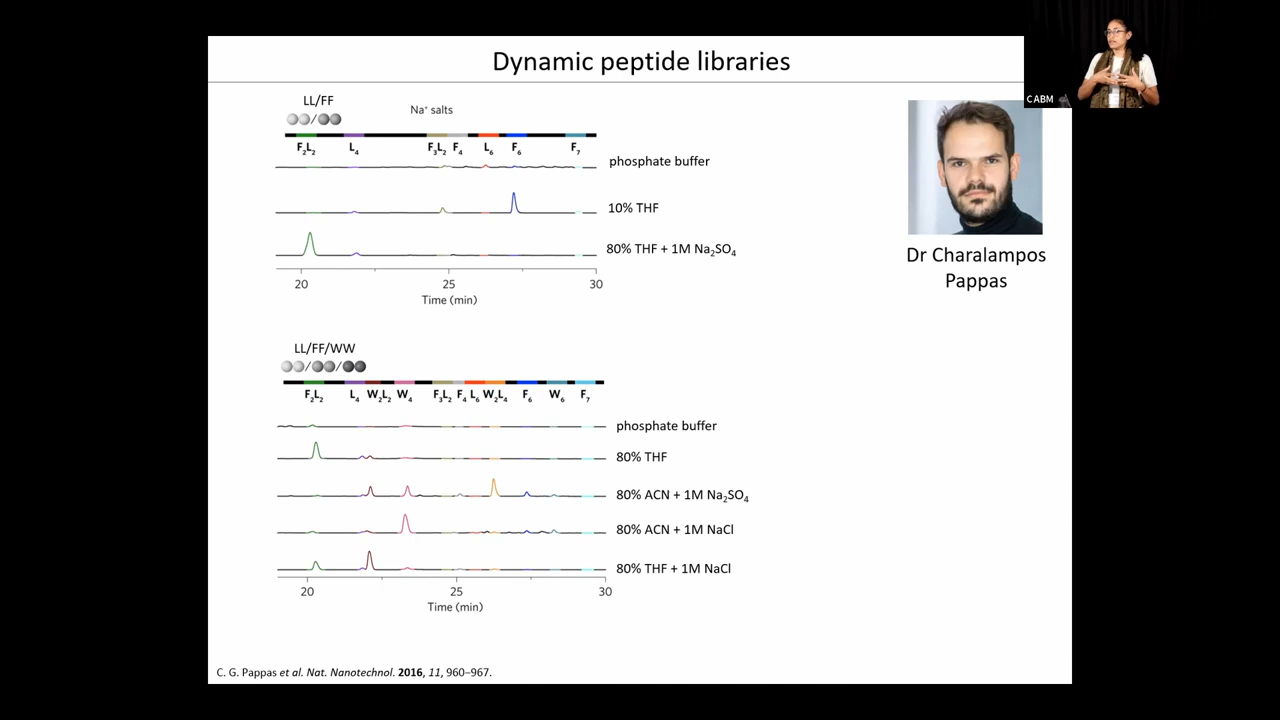 Dynamic peptide libraries
CABM
LL/FF
Na⁺ salts
F₂L₂ L₄ F₃L₂ F₄ L₆ F₆ F₇
phosphate buffer
10% THF
80% THF + 1M Na₂SO₄
20 25 30
Time (min)
Dr Charalampos
Pappas
LL/FF/WW
F₂L₂ L₄ W₂L₂ W₄ F₃L₂ F₄ L₆ W₂L₄ F₆ W₆ F₇
phosphate buffer
80% THF
80% ACN + 1M Na₂SO₄
80% ACN + 1M NaCl
80% THF + 1M NaCl
20 25 30
Time (min)
C. G. Pappas et al. Nat. Nanotechnol. 2016, 11, 960–967.